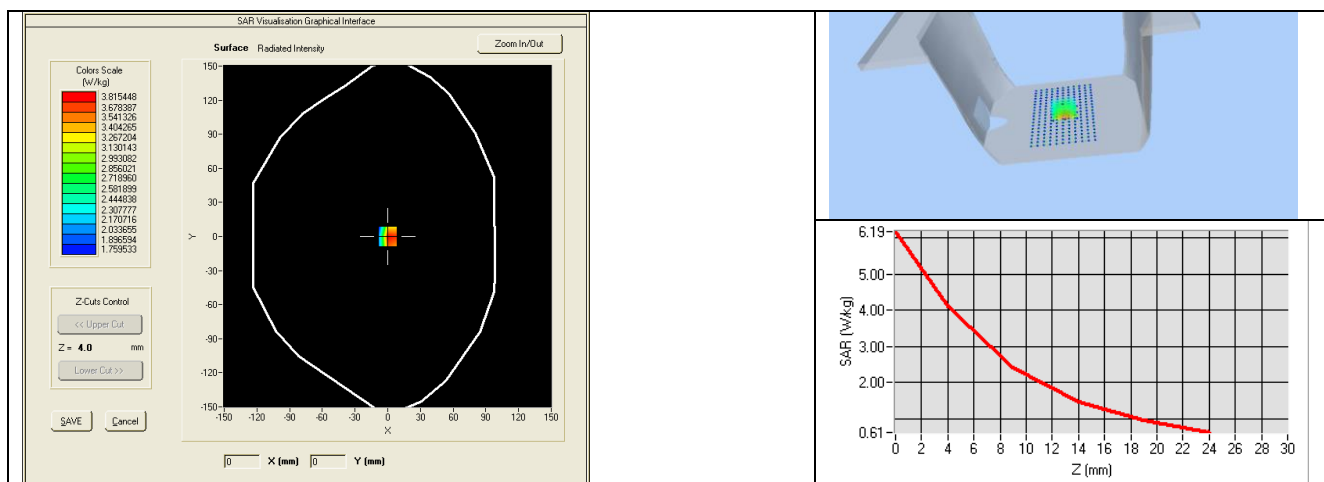 SAR Visualisation Graphical Interface
Surface Radiated Intensity
Zoom In/Out
Colors Scale
(W/kg)
3.815448
3.678387
3.541326
3.404265
3.267204
3.130143
2.993082
2.856021
2.718960
2.581899
2.444838
2.307777
2.170716
2.033655
1.896594
1.759533
Z-Cuts Control
<< Upper Cut
Z = 4.0 mm
Lower Cut >>
SAVE Cancel
150
120
90
60
30
0
-30
-60
-90
-120
-150
Y
-150 -120 -90 -60 -30 0 30 60 90 120 150
X
0 X (mm) 0 Y (mm)
6.19
5.00
4.00
3.00
2.00
0.61
SAR (W/kg)
0 2 4 6 8 10 12 14 16 18 20 22 24 26 28 30
Z (mm)